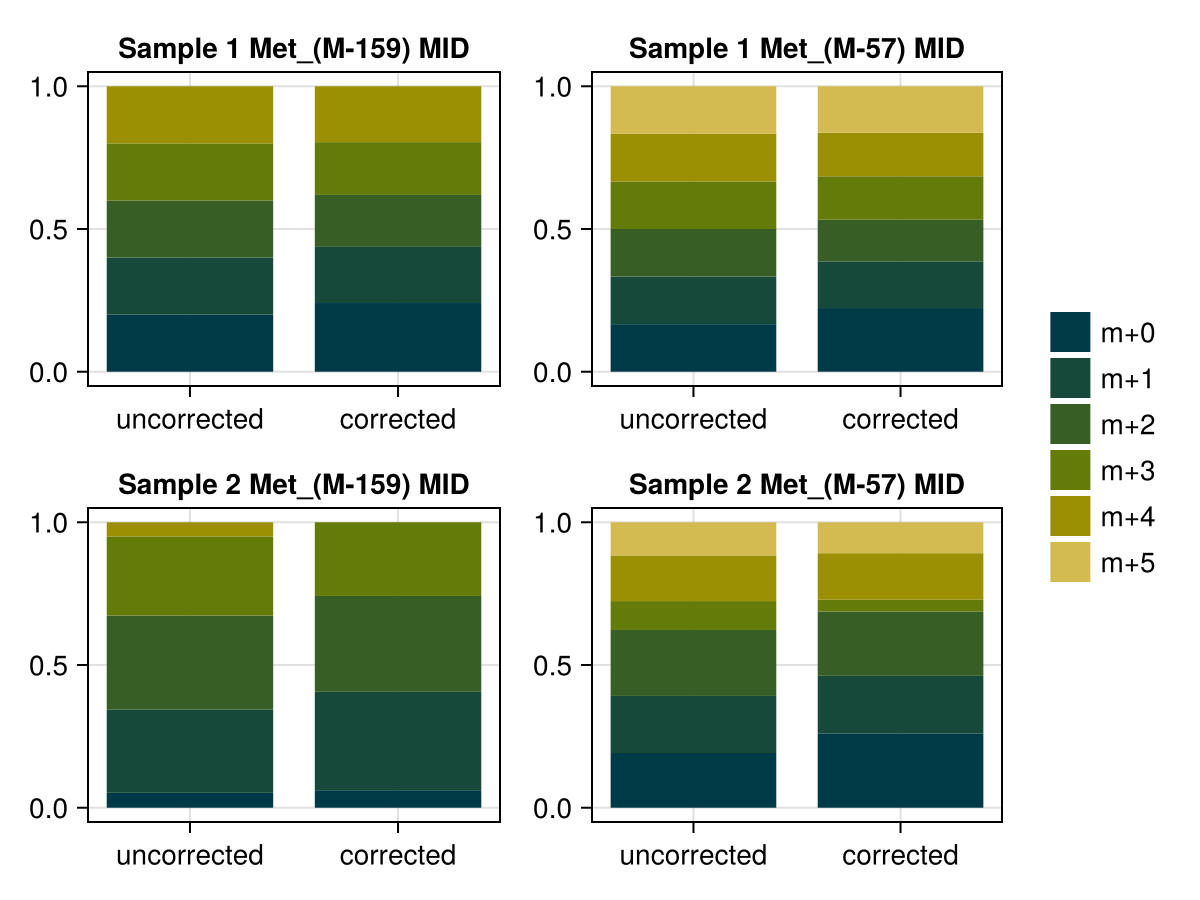 Sample 1 Met_(M-159) MID
1.0
0.5
0.0
uncorrected corrected
Sample 1 Met_(M-57) MID
1.0
0.5
0.0
uncorrected corrected
Sample 2 Met_(M-159) MID
1.0
0.5
0.0
uncorrected corrected
Sample 2 Met_(M-57) MID
1.0
0.5
0.0
uncorrected corrected
m+0
m+1
m+2
m+3
m+4
m+5